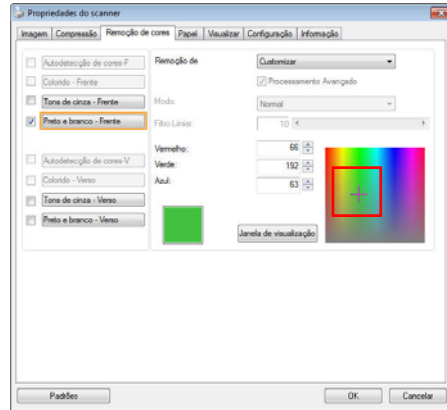 Propriedades do scanner
Imagem Compressão Remoção de cores Papel Visualizar Configuração Informação
Autodetecção de cores-F
Colorido - Frente
Tons de cinza - Frente
Preto e branco - Frente
Autodetecção de cores-V
Colorido - Verso
Tons de cinza - Verso
Preto e branco - Verso
Remoção de Customizar
Processamento Avançado
Modo: Normal
Filtro Limiar: 10
Vermelho: 66
Verde: 192
Azul: 63
Janela de visualização
Padrões OK Cancelar